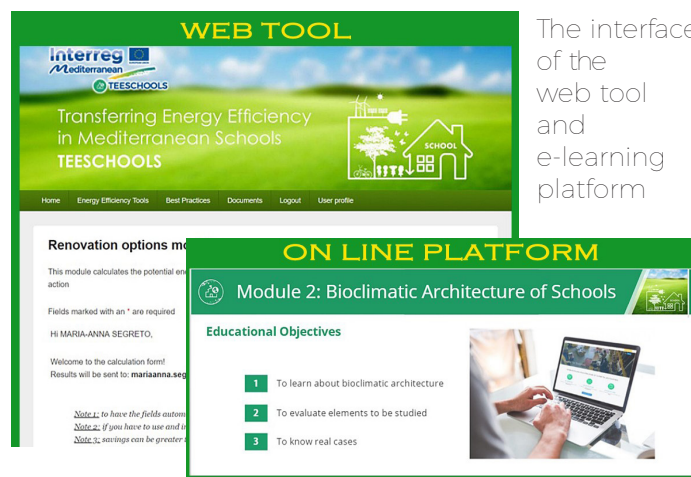 WEB TOOL
The interface
of the
web tool
and
e-learning
platform
Interreg
Mediterranean
TEESCHOOLS
Transferring Energy Efficiency
in Mediterranean Schools
TEESCHOOLS
SCHOOL
Home Energy Efficiency Tools Best Practices Documents Logout User profile
Renovation options
This module calculates the potential
action
Fields marked with an * are required
Hi MARIA-ANNA SEGRETO,
Welcome to the calculation form!
Results will be sent to: mariaanna.seg
Note 1: to have the fields autom
Note 2: if you have to use and
Note 3: savings can be greater
ON LINE PLATFORM
Module 2: Bioclimatic Architecture of Schools
Educational Objectives
1 To learn about bioclimatic architecture
2 To evaluate elements to be studied
3 To know real cases